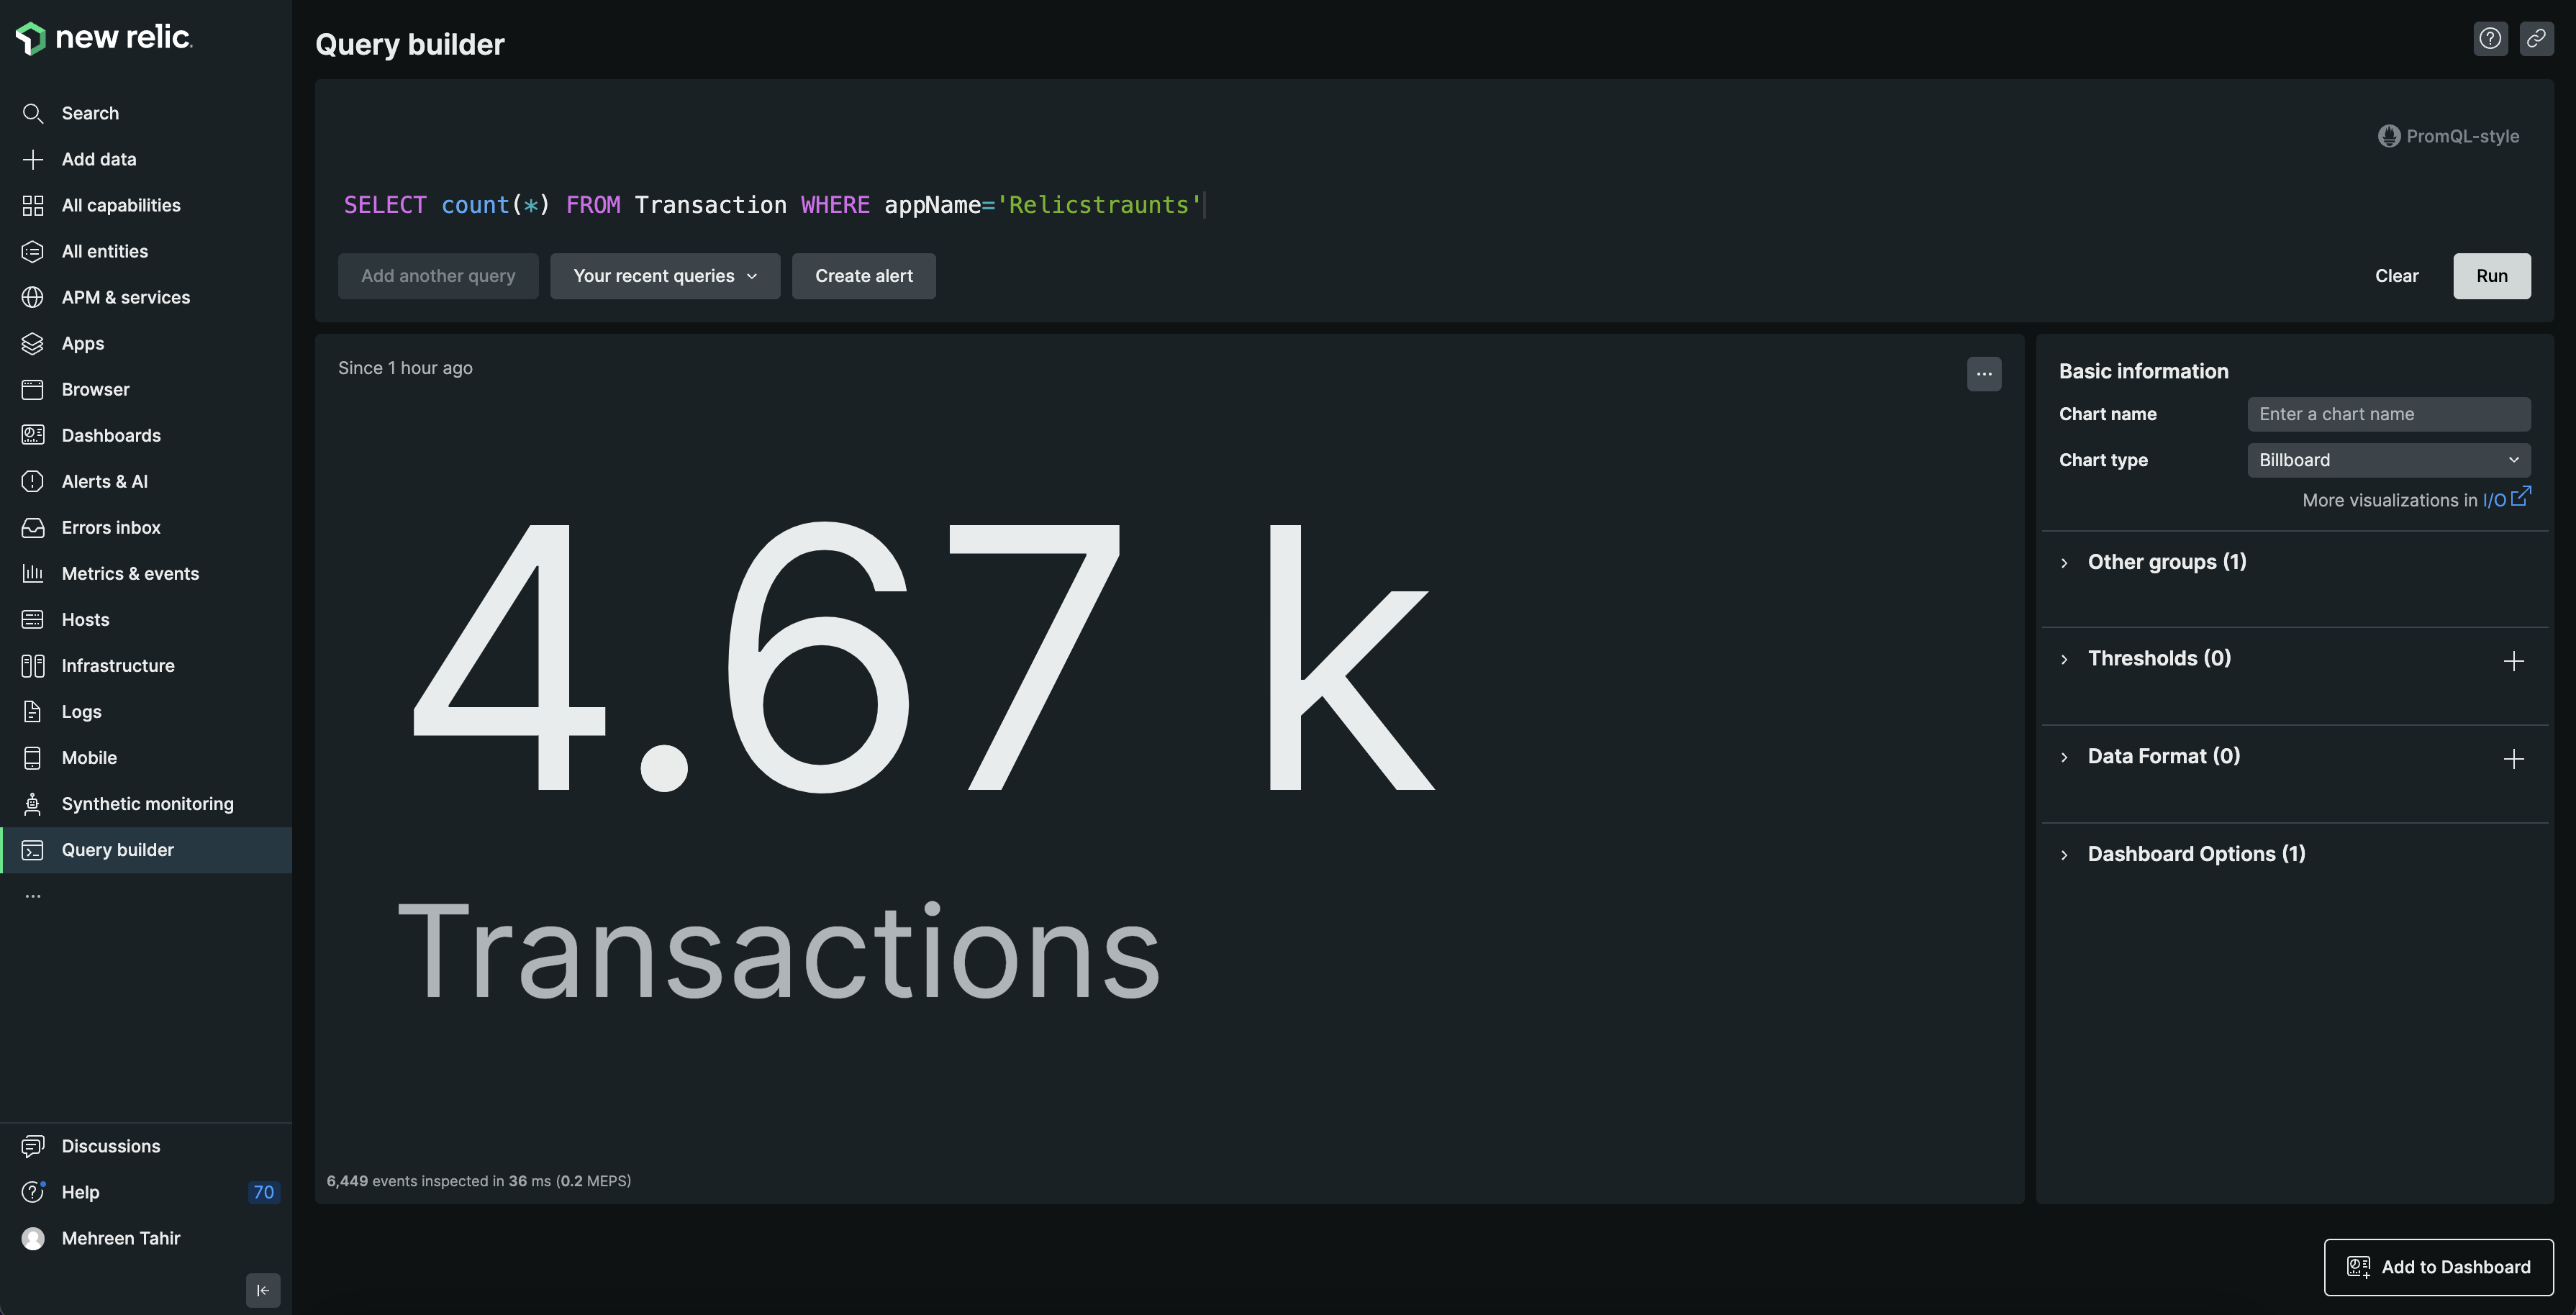 new relic.
Search
Add data
All capabilities
All entities
APM & services
Apps
Browser
Dashboards
Alerts & AI
Errors inbox
Metrics & events
Hosts
Infrastructure
Logs
Mobile
Synthetic monitoring
Query builder
...
Discussions
Help 70
Mehreen Tahir
Query builder
PromQL-style
SELECT count(*) FROM Transaction WHERE appName='Relicstraunts'
Add another query Your recent queries Create alert Clear Run
Since 1 hour ago
...
4.67 k
Transactions
6,449 events inspected in 36 ms (0.2 MEPS)
Basic information
Chart name Enter a chart name
Chart type Billboard
More visualizations in I/O
Other groups (1)
Thresholds (0)
Data Format (0)
Dashboard Options (1)
Add to Dashboard